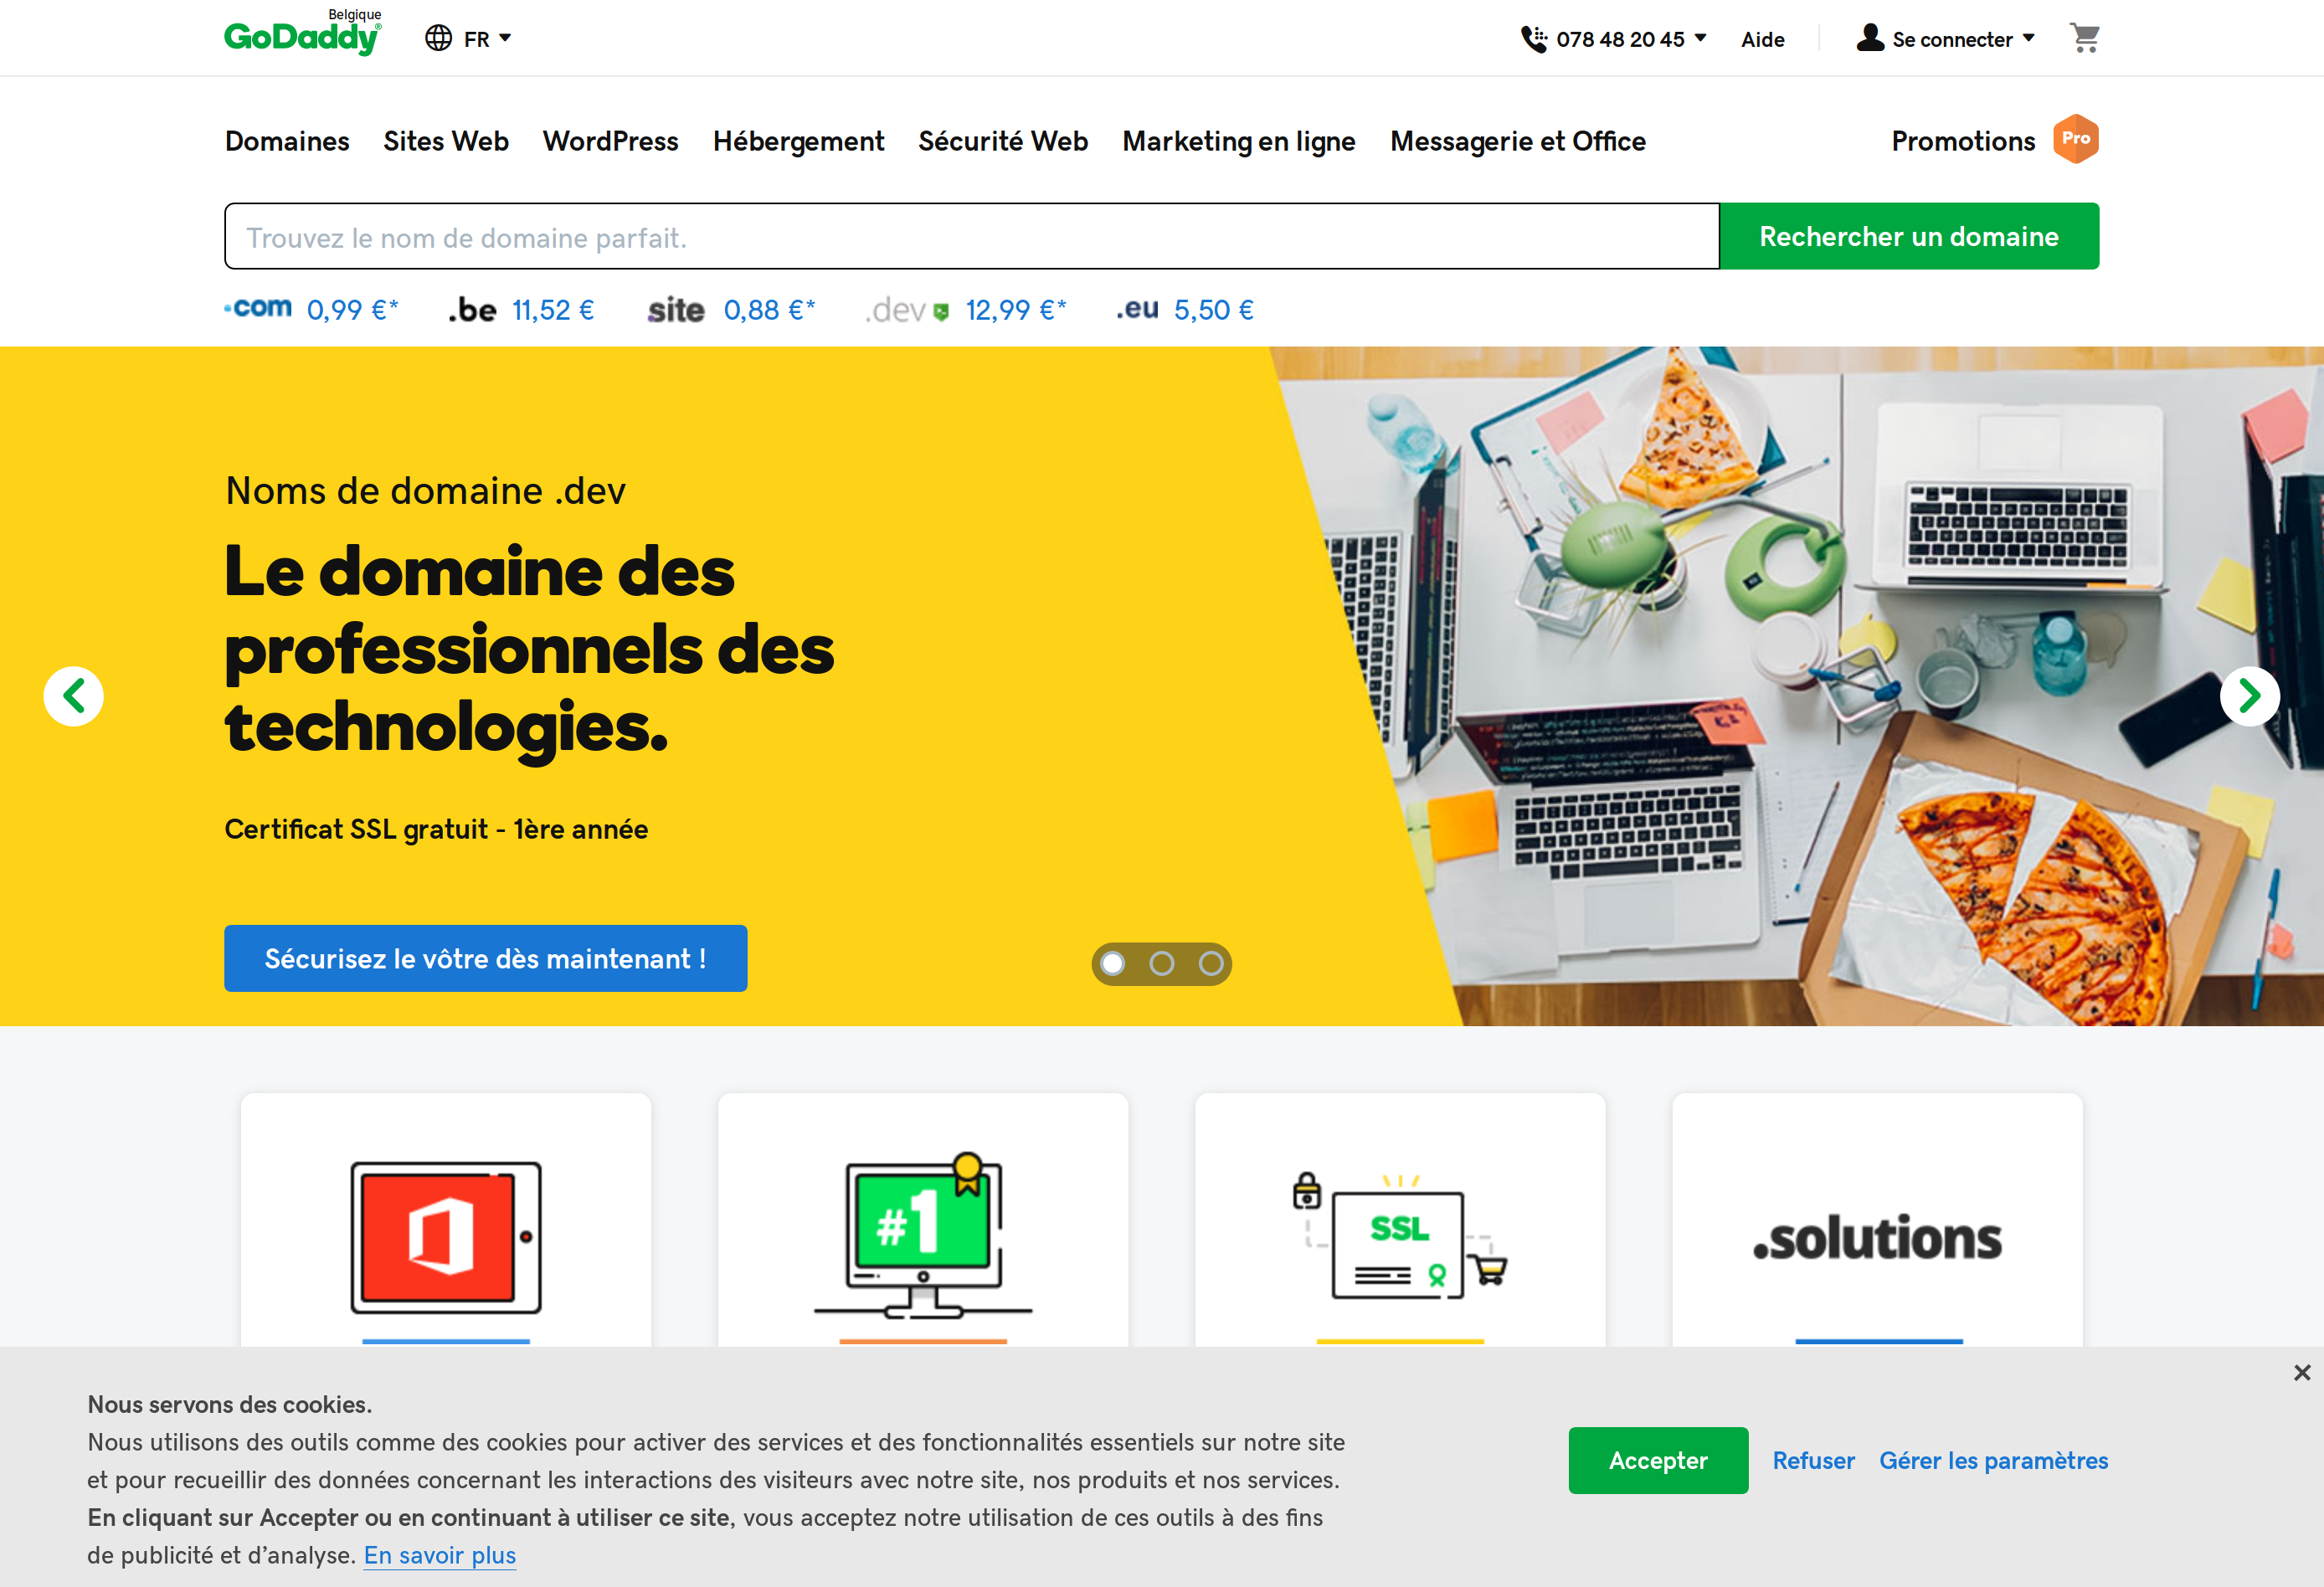 Belgique
GoDaddy®
FR
078 48 20 45
Aide
Se connecter
Domaines
Sites Web
WordPress
Hébergement
Sécurité Web
Marketing en ligne
Messagerie et Office
Promotions
Pro
Trouvez le nom de domaine parfait.
Rechercher un domaine
.com 0,99 €*
.be 11,52 €
.site 0,88 €*
.dev 12,99 €*
.eu 5,50 €
Noms de domaine .dev
Le domaine des
professionnels des
technologies.
Certificat SSL gratuit - 1ère année
Sécurisez le vôtre dès maintenant !
#1
SSL
.solutions
Nous servons des cookies.
Nous utilisons des outils comme des cookies pour activer des services et des fonctionnalités essentiels sur notre site
et pour recueillir des données concernant les interactions des visiteurs avec notre site, nos produits et nos services.
En cliquant sur Accepter ou en continuant à utiliser ce site, vous acceptez notre utilisation de ces outils à des fins
de publicité et d’analyse. En savoir plus
Accepter
Refuser
Gérer les paramètres